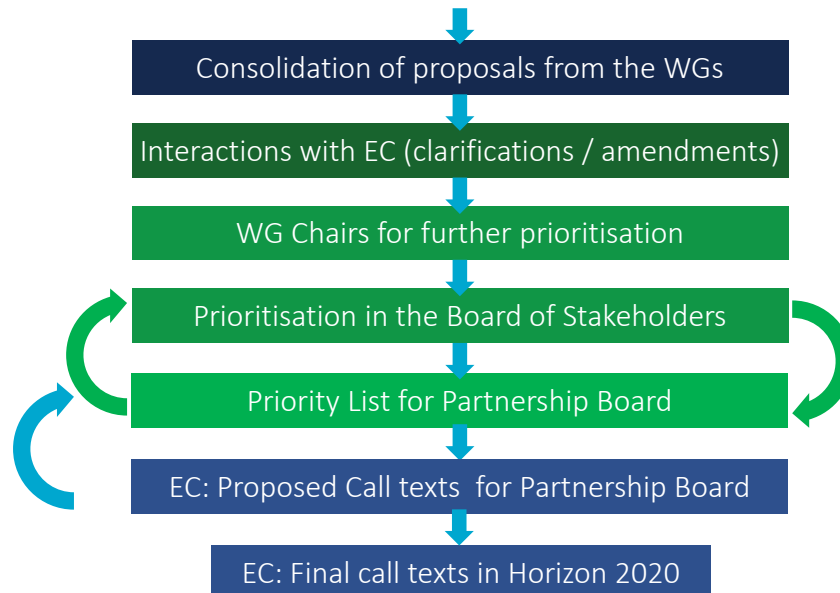 Consolidation of proposals from the WGs
Interactions with EC (clarifications / amendments)
WG Chairs for further prioritisation
Prioritisation in the Board of Stakeholders
Priority List for Partnership Board
EC: Proposed Call texts for Partnership Board
EC: Final call texts in Horizon 2020